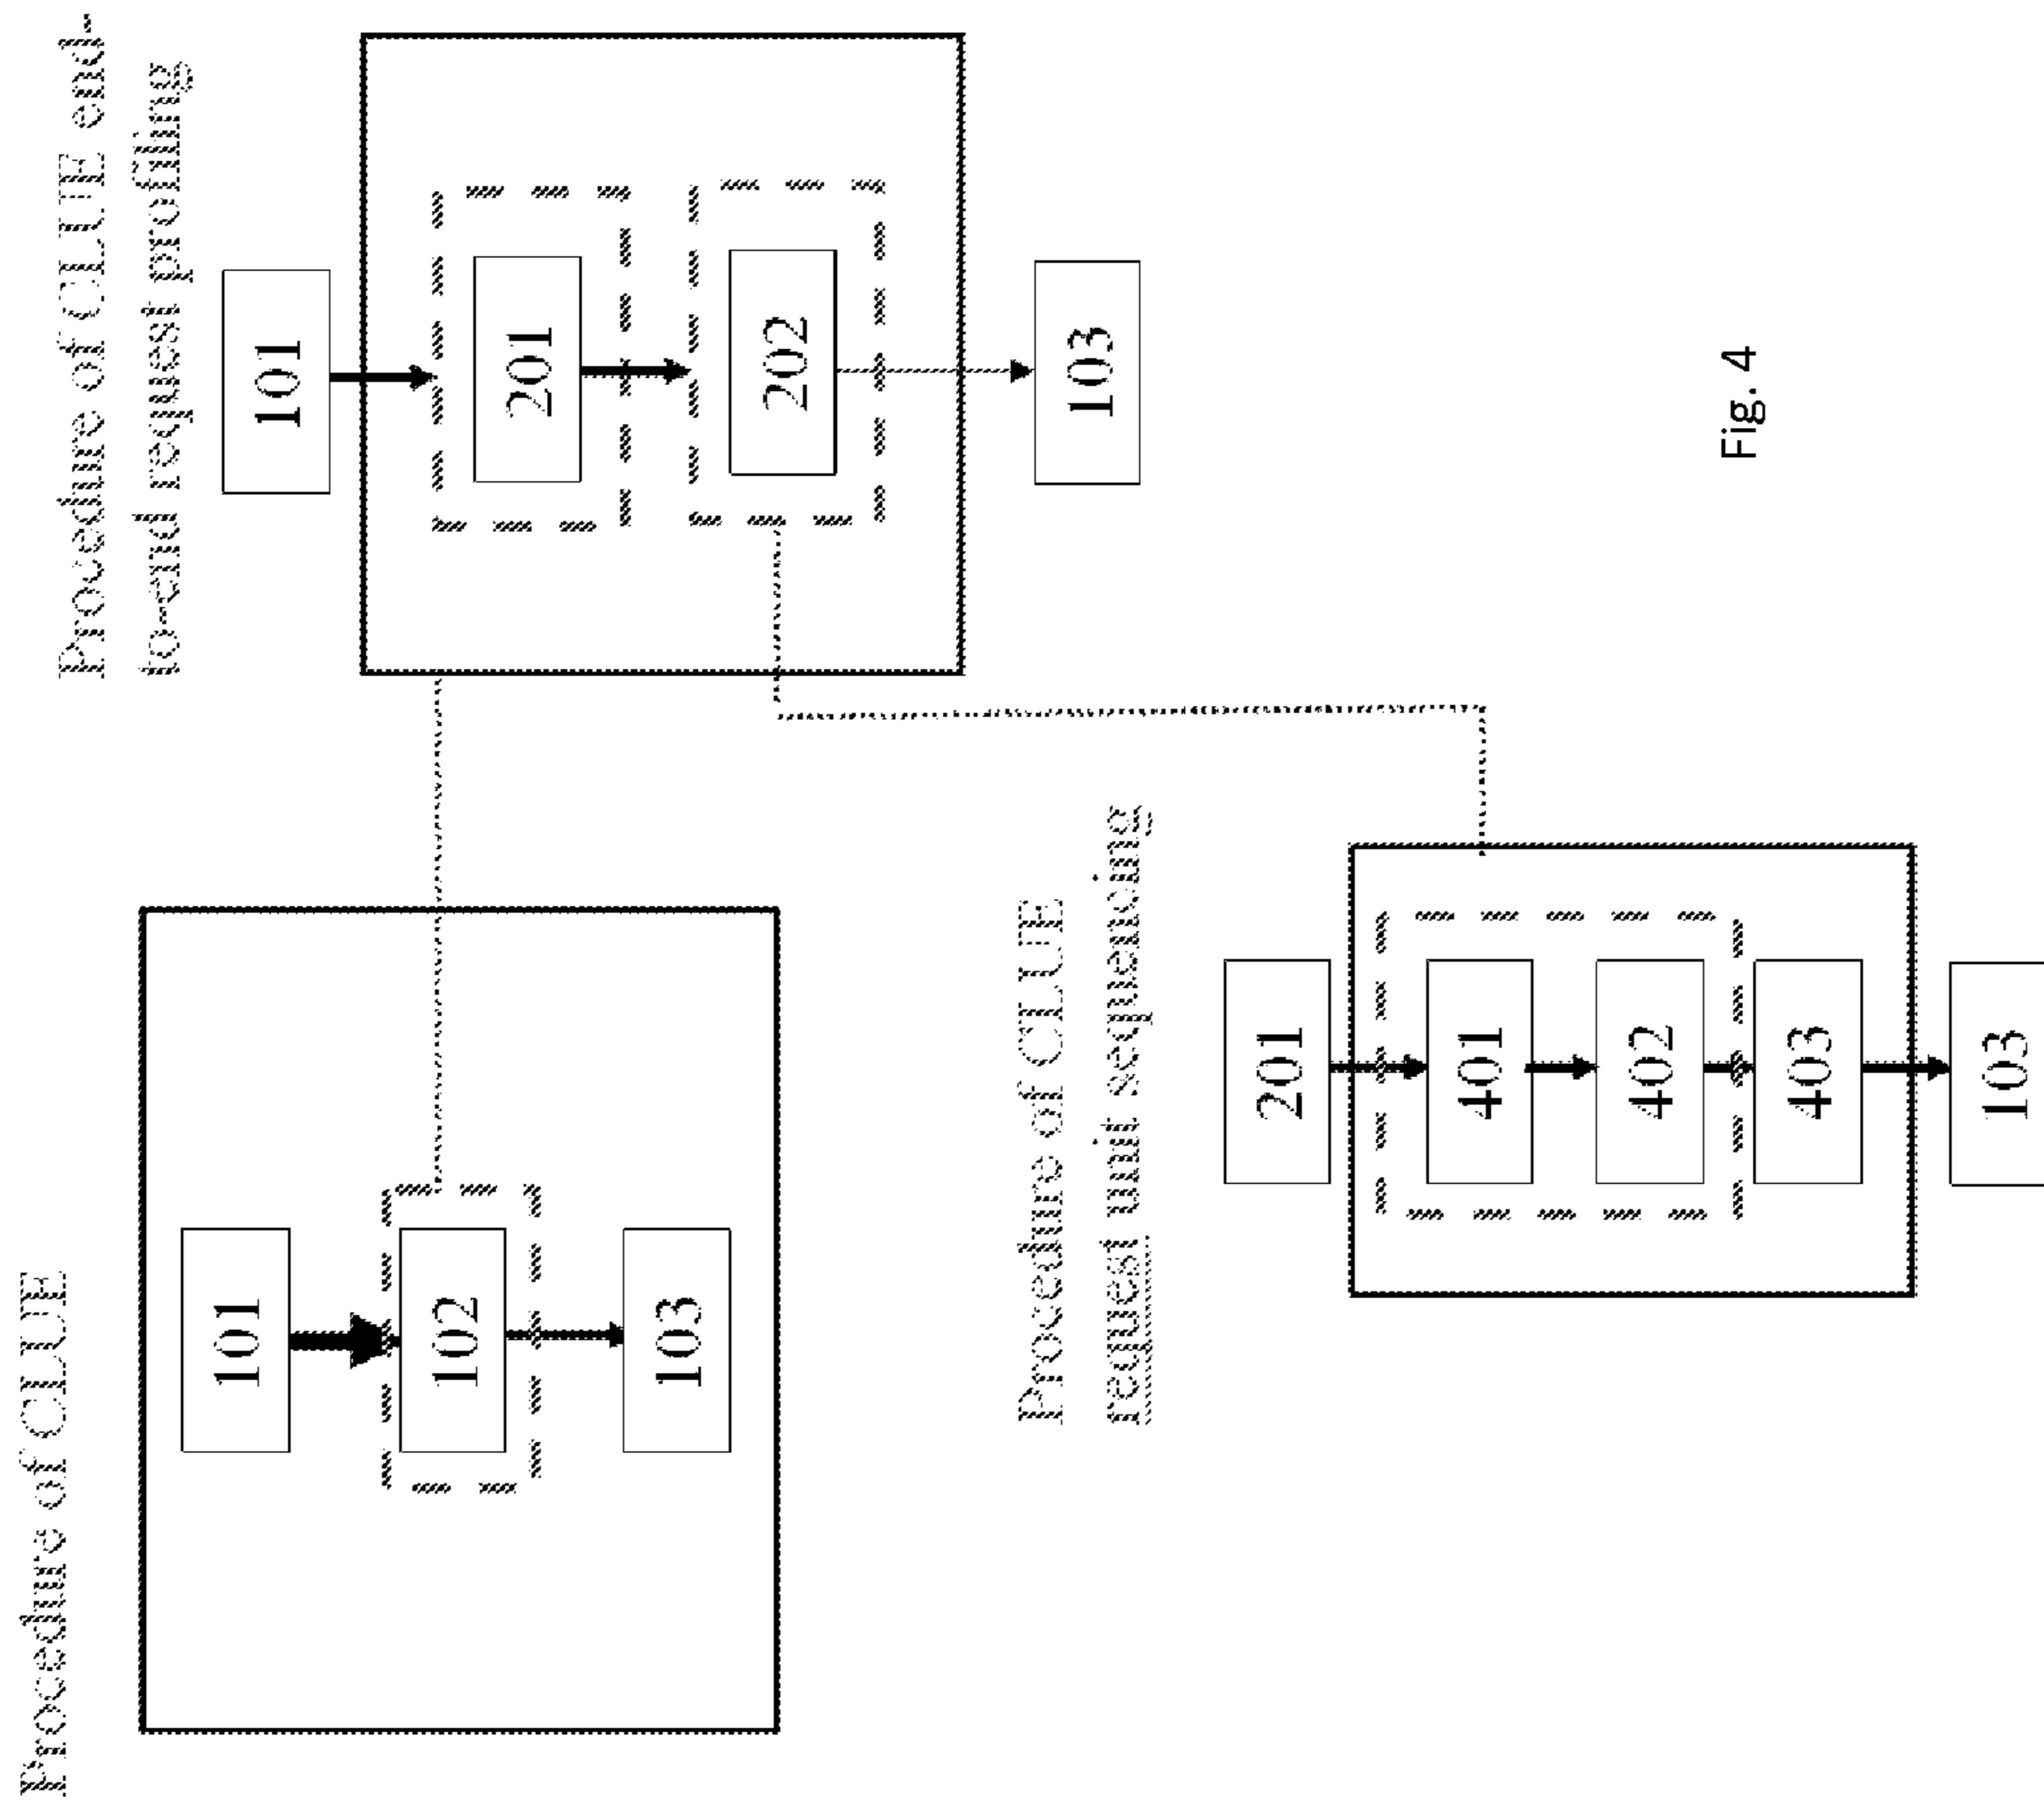 Procedure of CLUE
101
102
103
Procedure of CLUE end-
to-end request profiling
101
201
202
103
Procedure of CLUE
request unit sequencing
201
401
402
403
103
Fig. 4